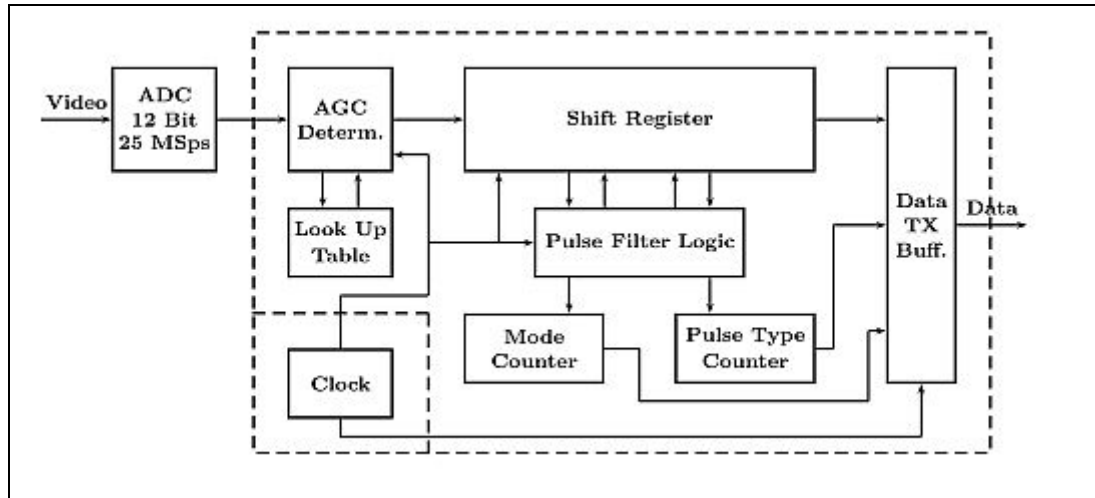 Video
ADC
12 Bit
25 MSps
AGC
Determ.
Shift Register
Look Up
Table
Pulse Filter Logic
Data
TX
Buff.
Data
Mode
Counter
Pulse Type
Counter
Clock